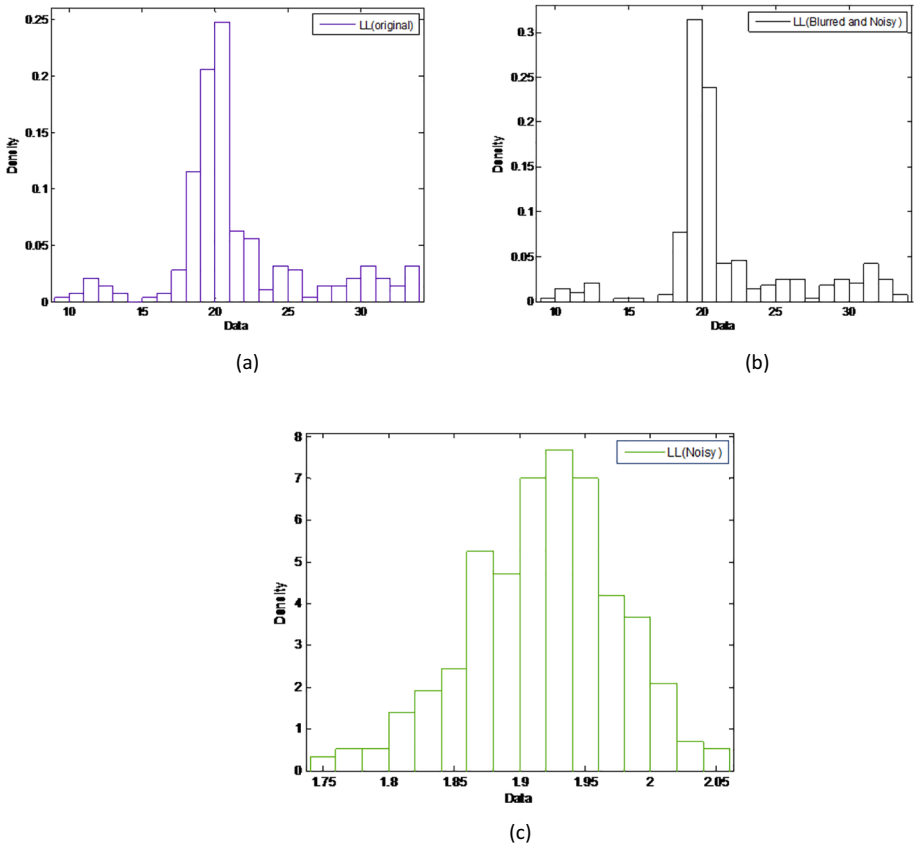 LL(original)
0.25
0.2
0.15
0.1
0.05
0
Density
10 15 20 25 30
Data
(a)
LL(Blurred and Noisy)
0.3
0.25
0.2
0.15
0.1
0.05
0
Density
10 15 20 25 30
Data
(b)
LL(Noisy)
8
7
6
5
4
3
2
1
0
Density
1.75 1.8 1.85 1.9 1.95 2 2.05
Data
(c)